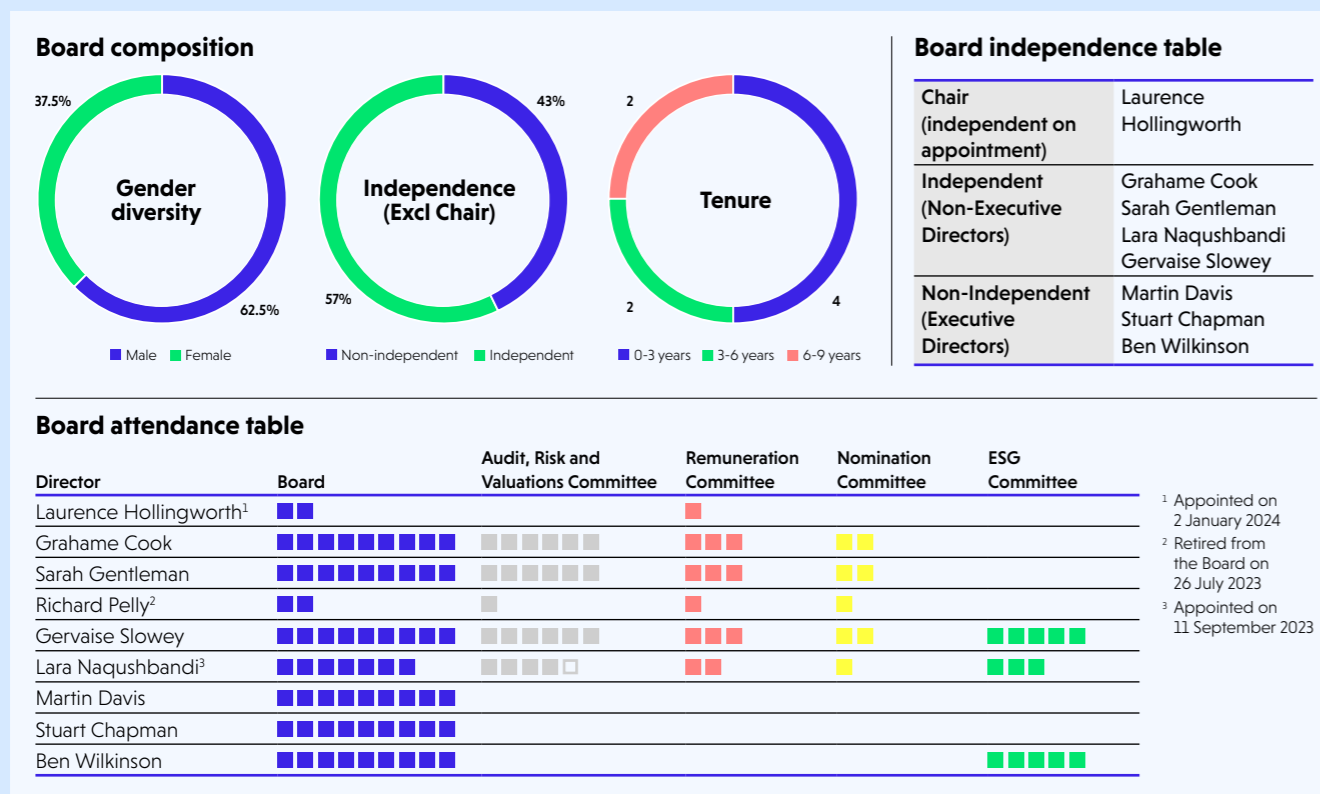 Board composition
37.5%
Gender
diversity
62.5%
Male
Female
43%
Independence
(Excl Chair)
57%
Non-independent
Independent
2
Tenure
2
4
0-3 years
3-6 years
6-9 years
Board independence table
Chair
(independent on
appointment)
Laurence
Hollingworth
Independent
(Non-Executive
Directors)
Grahame Cook
Sarah Gentleman
Lara Naqushbandi
Gervaise Slowey
Non-Independent
(Executive
Directors)
Martin Davis
Stuart Chapman
Ben Wilkinson
Board attendance table
Director
Board
Audit, Risk and
Valuations Committee
Remuneration
Committee
Nomination
Committee
ESG
Committee
Laurence Hollingworth¹
Grahame Cook
Sarah Gentleman
Richard Pelly²
Gervaise Slowey
Lara Naqushbandi³
Martin Davis
Stuart Chapman
Ben Wilkinson
¹ Appointed on
2 January 2024
² Retired from
the Board on
26 July 2023
³ Appointed on
11 September 2023